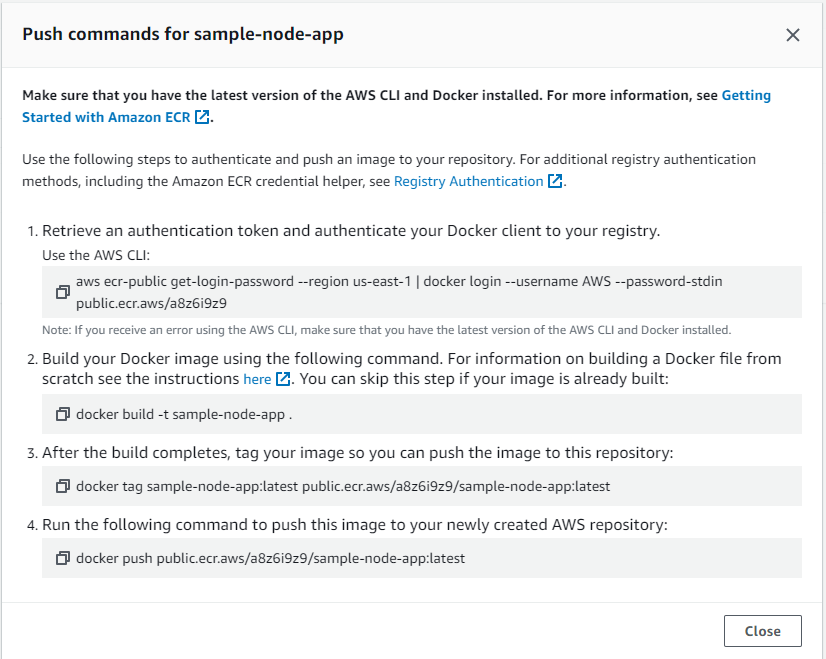 Push commands for sample-node-app
Make sure that you have the latest version of the AWS CLI and Docker installed. For more information, see Getting
Started with Amazon ECR.
Use the following steps to authenticate and push an image to your repository. For additional registry authentication
methods, including the Amazon ECR credential helper, see Registry Authentication.
1. Retrieve an authentication token and authenticate your Docker client to your registry.
Use the AWS CLI:
aws ecr-public get-login-password --region us-east-1 | docker login --username AWS --password-stdin
public.ecr.aws/a8z6i9z9
Note: If you receive an error using the AWS CLI, make sure that you have the latest version of the AWS CLI and Docker installed.
2. Build your Docker image using the following command. For information on building a Docker file from
scratch see the instructions here. You can skip this step if your image is already built:
docker build -t sample-node-app .
3. After the build completes, tag your image so you can push the image to this repository:
docker tag sample-node-app:latest public.ecr.aws/a8z6i9z9/sample-node-app:latest
4. Run the following command to push this image to your newly created AWS repository:
docker push public.ecr.aws/a8z6i9z9/sample-node-app:latest
Close